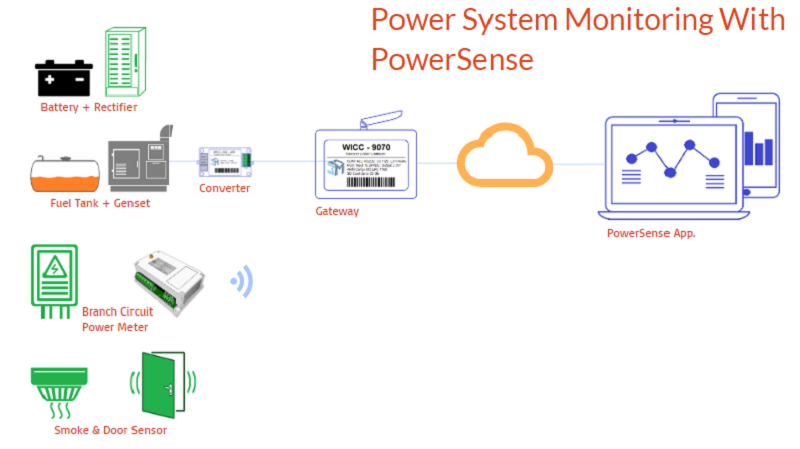 Power System Monitoring With
PowerSense
Battery + Rectifier
Fuel Tank + Genset
Converter
WICC - 9070
Gateway
PowerSense App.
Branch Circuit
Power Meter
Smoke & Door Sensor